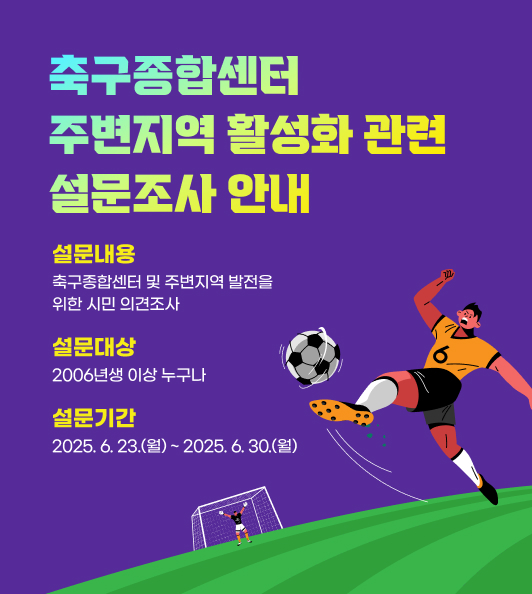 축구종합센터
주변지역 활성화 관련
설문조사 안내
설문내용
축구종합센터 및 주변지역 발전을
위한 시민 의견조사
설문대상
2006년생 이상 누구나
설문기간
2025. 6. 23.(월) ~ 2025. 6. 30.(월)
6